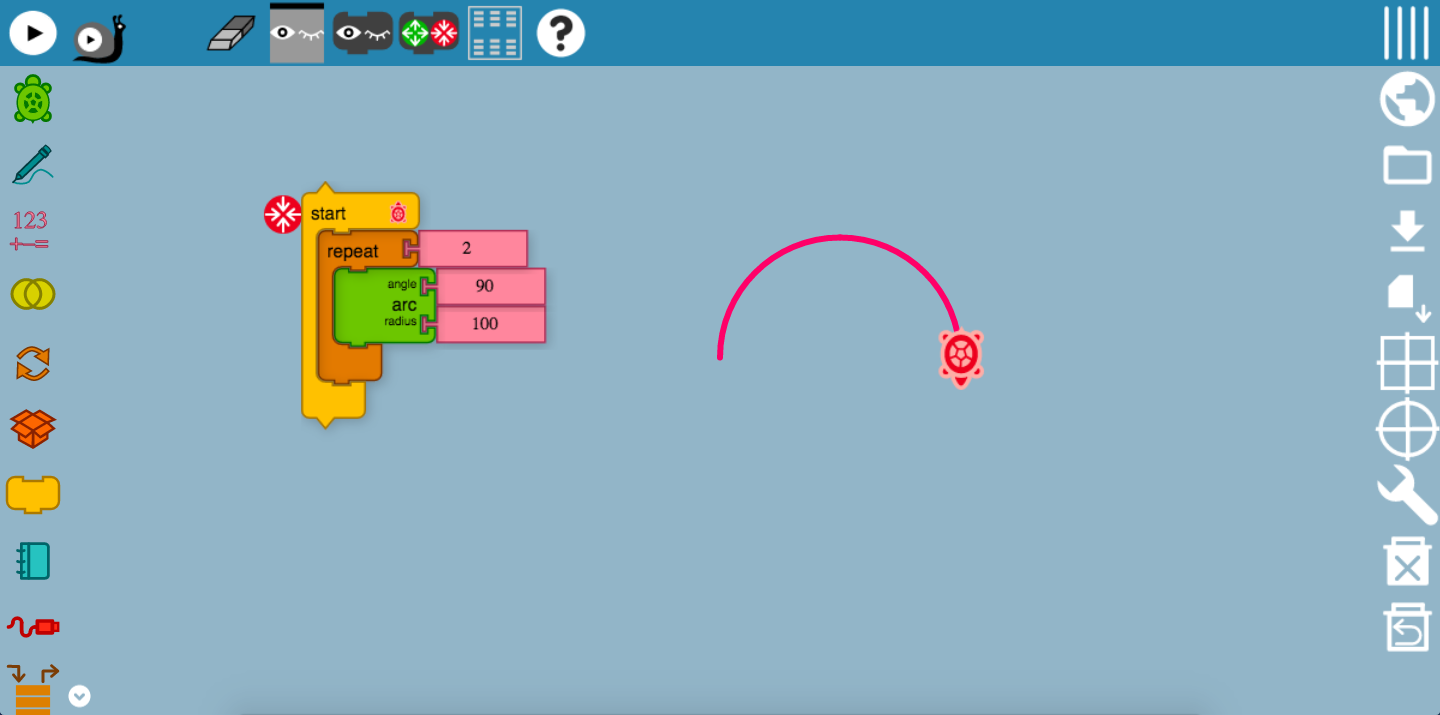 ?
123
+−=
start
repeat 2
angle 90
arc
radius 100